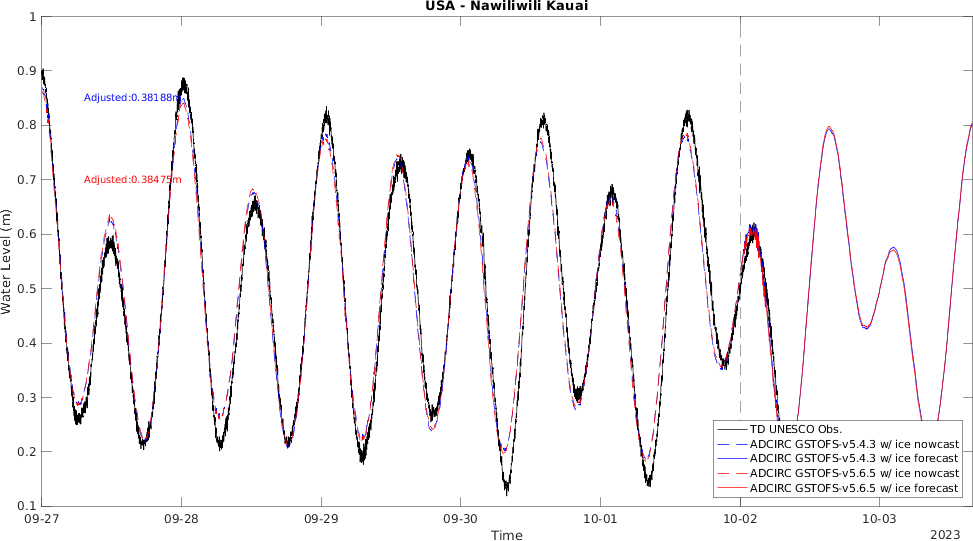 USA - Nawiliwili Kauai
1
0.9
0.8
0.7
0.6
0.5
0.4
0.3
0.2
0.1
Water Level (m)
Adjusted:0.38188m
Adjusted:0.38475m
TD UNESCO Obs.
ADCIRC GSTOFS-v5.4.3 w/ ice nowcast
ADCIRC GSTOFS-v5.4.3 w/ ice forecast
ADCIRC GSTOFS-v5.6.5 w/ ice nowcast
ADCIRC GSTOFS-v5.6.5 w/ ice forecast
09-27 09-28 09-29 09-30 10-01 10-02 10-03
Time
2023